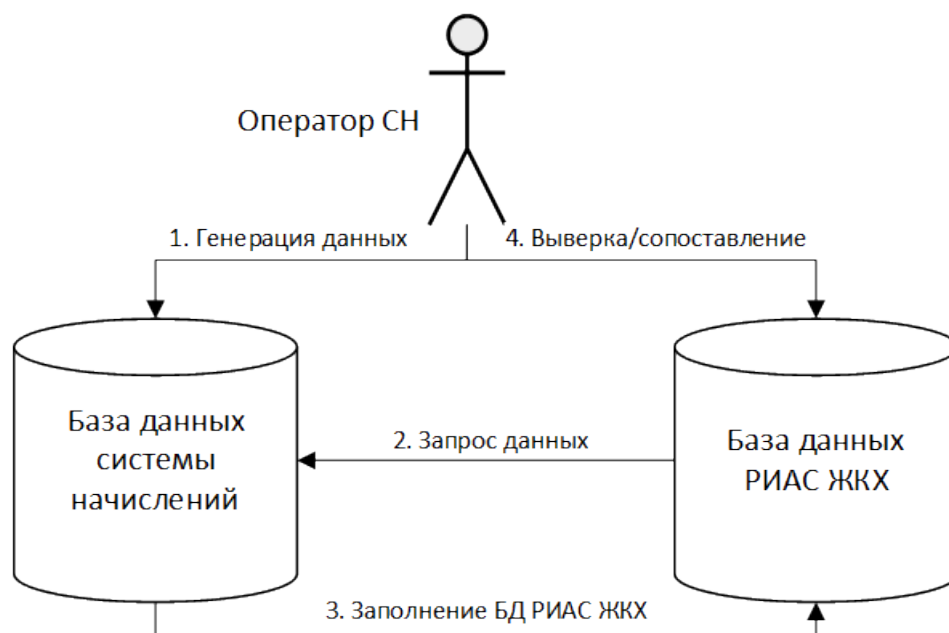 Оператор СН
1. Генерация данных
4. Выверка/сопоставление
База данных
системы
начислений
2. Запрос данных
База данных
РИАС ЖКХ
3. Заполнение БД РИАС ЖКХ